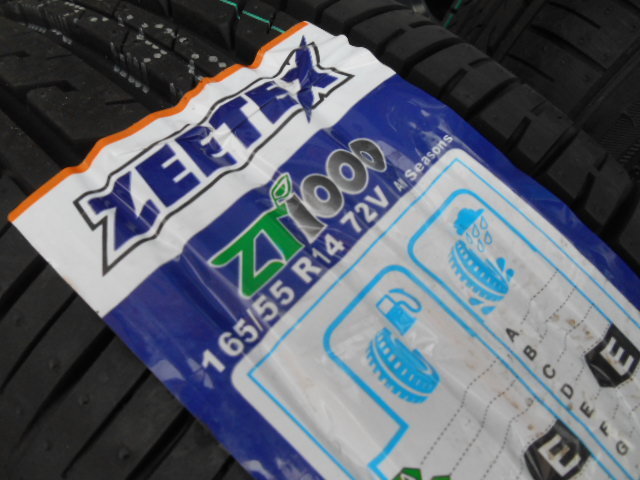 ZEETEX
ZT1000
165/55 R14 72V All Seasons
A
B
C
D
E
F
G
E
E